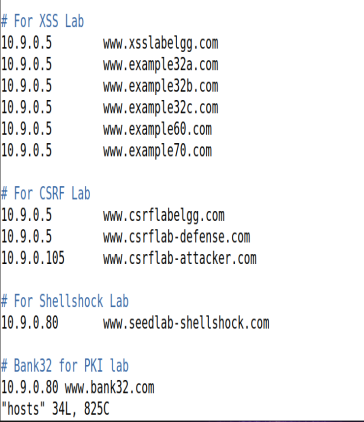 # For XSS Lab
10.9.0.5 www.xsslabelgg.com
10.9.0.5 www.example32a.com
10.9.0.5 www.example32b.com
10.9.0.5 www.example32c.com
10.9.0.5 www.example60.com
10.9.0.5 www.example70.com
# For CSRF Lab
10.9.0.5 www.csrflabelgg.com
10.9.0.5 www.csrflab-defense.com
10.9.0.105 www.csrflab-attacker.com
# For Shellshock Lab
10.9.0.80 www.seedlab-shellshock.com
# Bank32 for PKI lab
10.9.0.80 www.bank32.com
"hosts" 34L, 825C